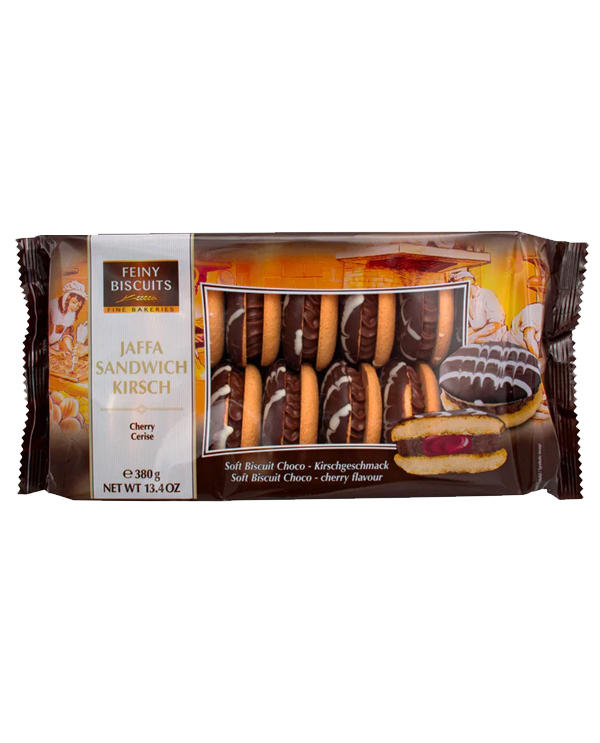 FEINY
BISCUITS
FINE BAKERIES
JAFFA
SANDWICH
KIRSCH
Cherry
Cerise
℮ 380 g
NET WT 13.4 OZ
Soft Biscuit Choco - Kirschgeschmack
Soft Biscuit Choco - cherry flavour